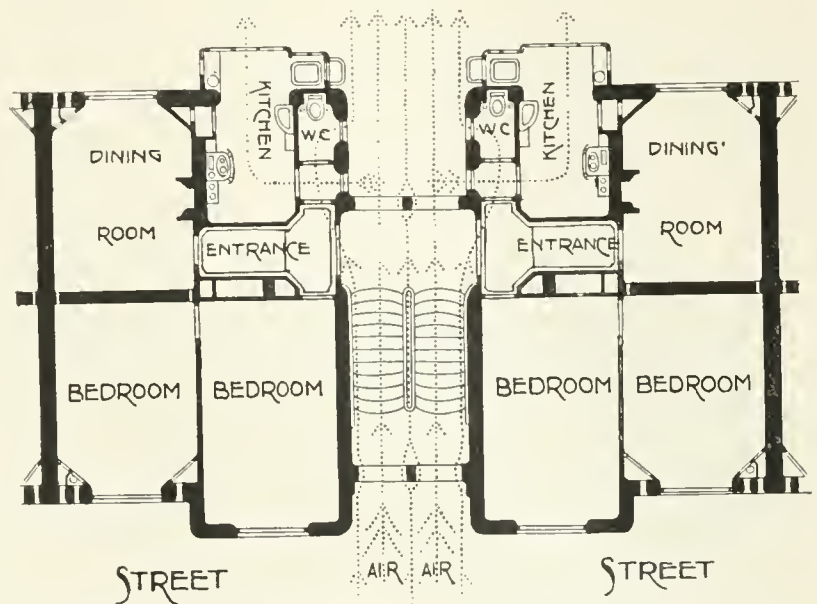 KITCHEN
W.C
W.C
KITCHEN
DINING
ROOM
DINING
ROOM
ENTRANCE
ENTRANCE
BEDROOM
BEDROOM
BEDROOM
BEDROOM
STREET
AIR
AIR
STREET